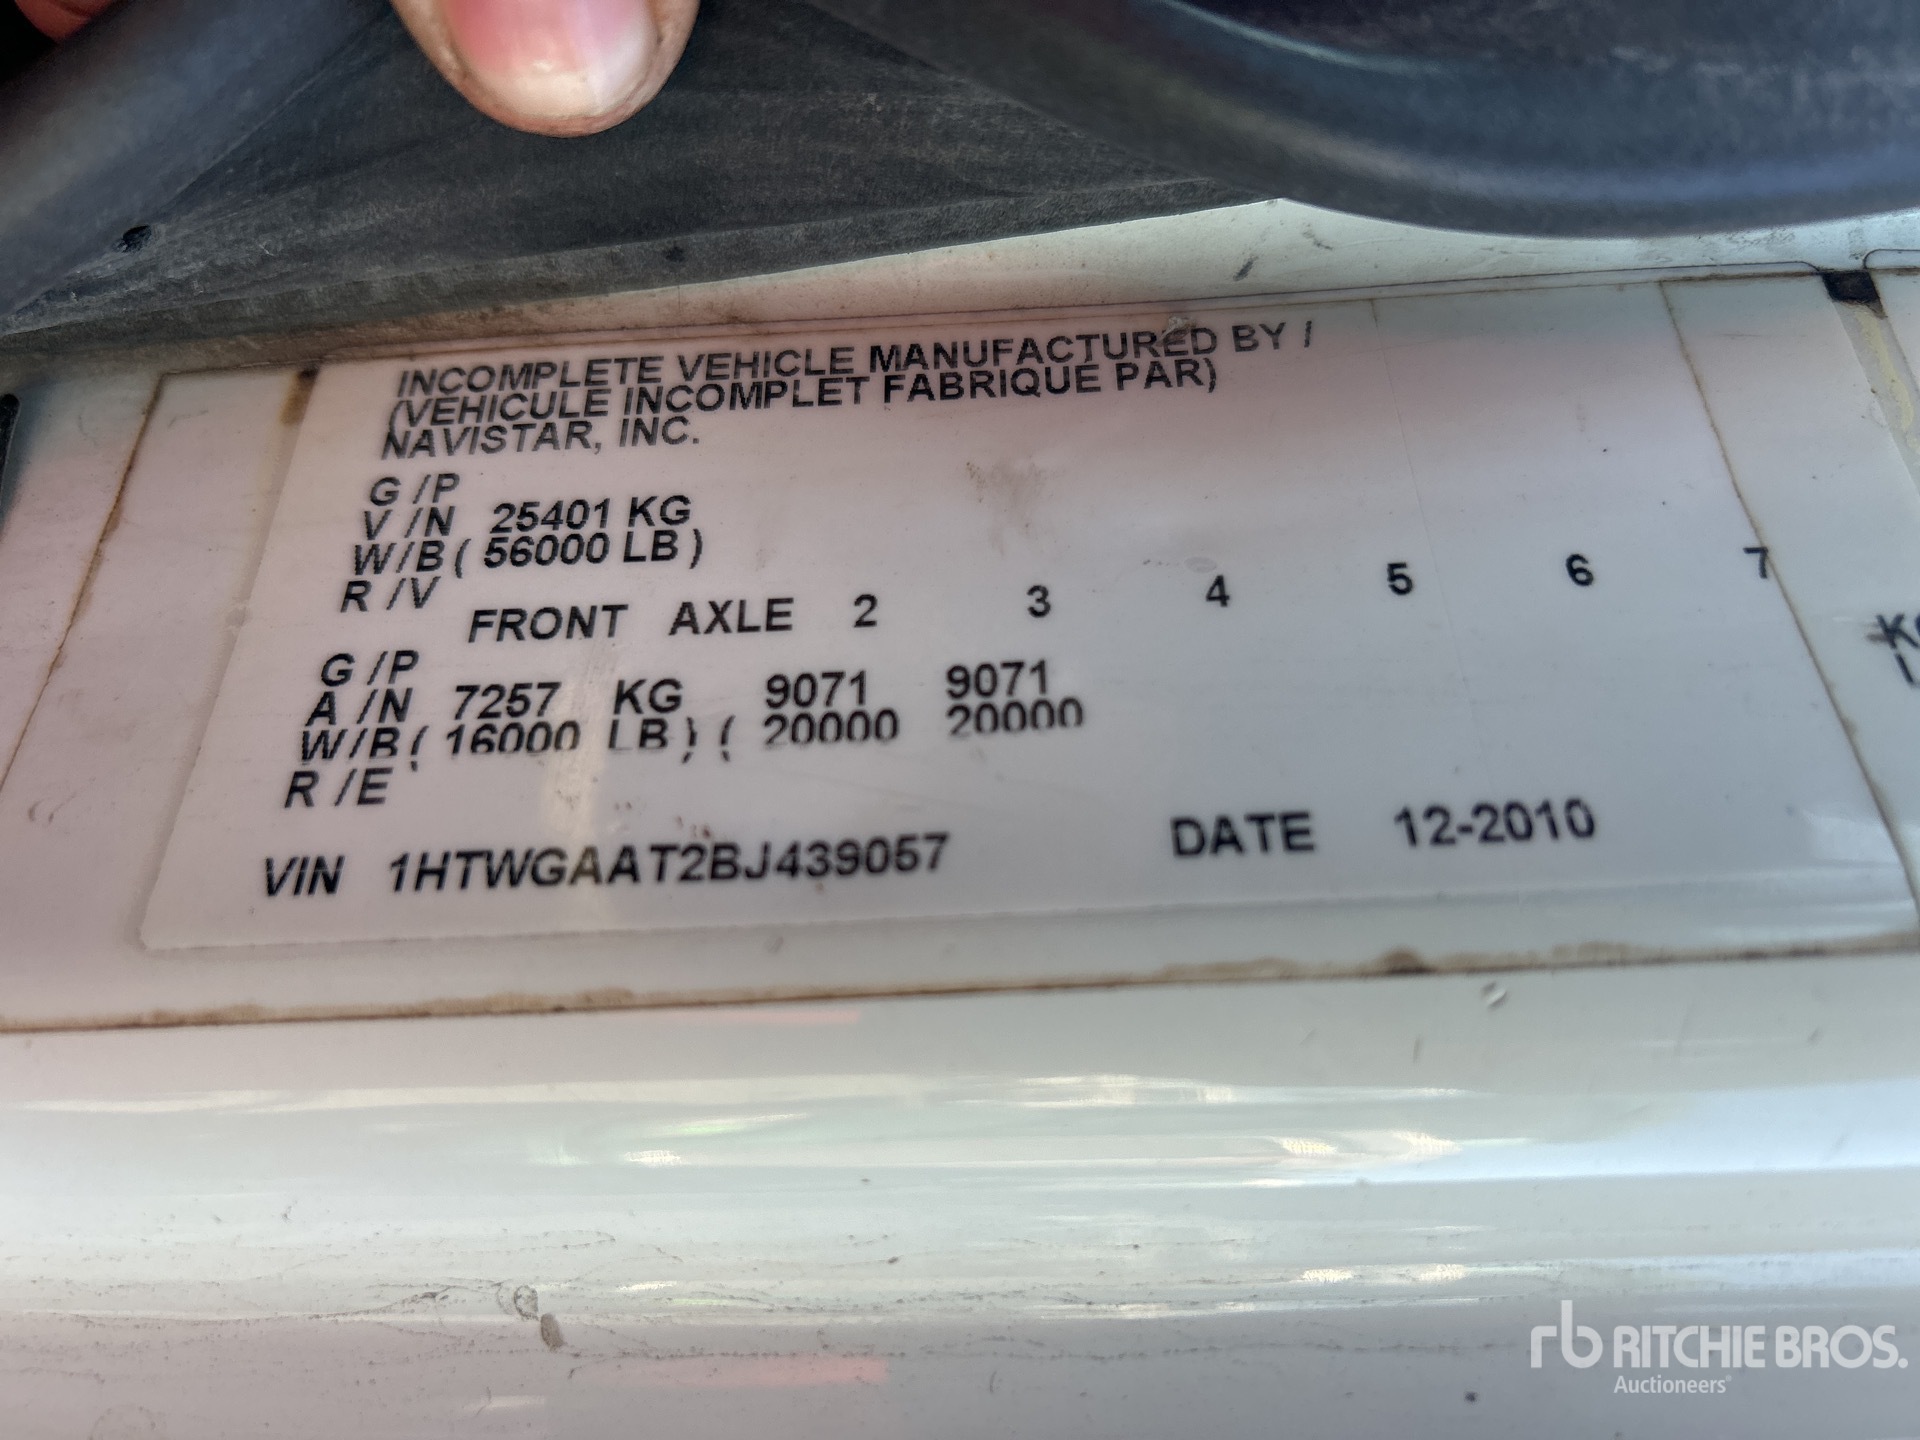 INCOMPLETE VEHICLE MANUFACTURED BY /
(VEHICULE INCOMPLET FABRIQUE PAR)
NAVISTAR, INC.
G /P
V /N 25401 KG
W/B ( 56000 LB )
R /V
FRONT AXLE 2 3 4 5 6 7
G /P
A /N 7257 KG 9071 9071
W/B ( 16000 LB ) ( 20000 20000
R /E
VIN 1HTWGAAT2BJ439057 DATE 12-2010
rb RITCHIE BROS.
Auctioneers